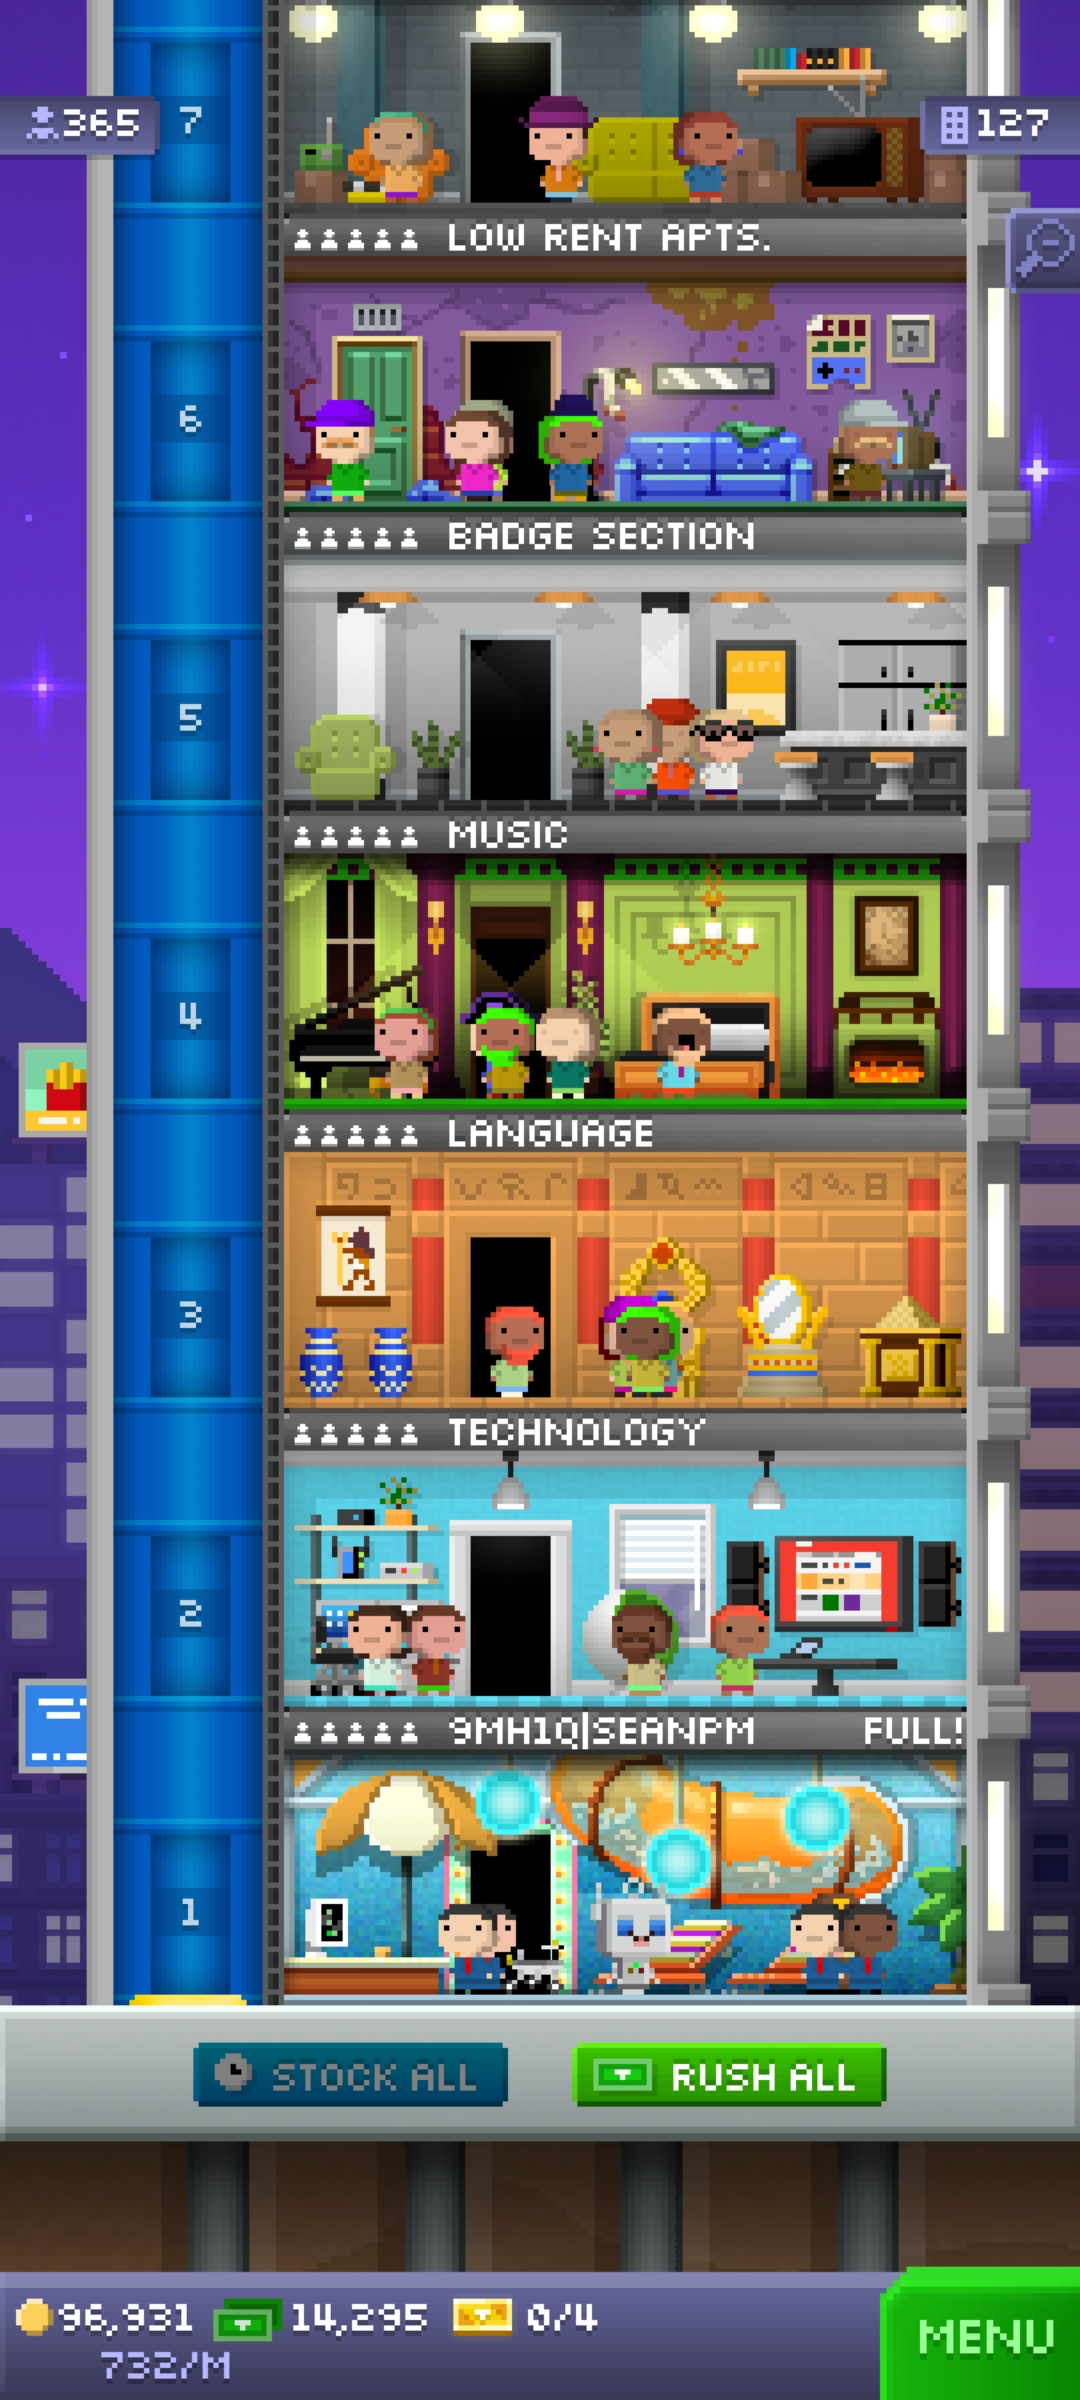 365
7
127
LOW RENT APTS.
6
BADGE SECTION
5
MUSIC
4
LANGUAGE
3
TECHNOLOGY
2
9MH1Q|SEANPM FULL!
1
STOCK ALL
RUSH ALL
96,931 14,295 0/4
732/M
MENU